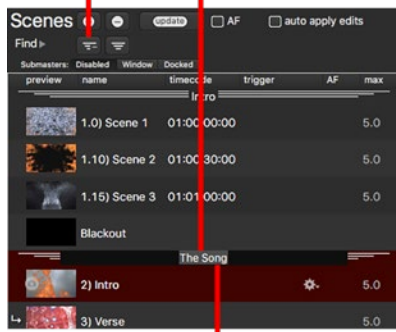 Scenes update AF auto apply edits
Find
Submasters: Disabled Window Docked
preview name timecode trigger AF max
Intro
1.0) Scene 1 01:00:00:00 5.0
1.10) Scene 2 01:00:30:00 5.0
1.15) Scene 3 01:01:00:00 5.0
Blackout
The Song
2) Intro 5.0
3) Verse 5.0